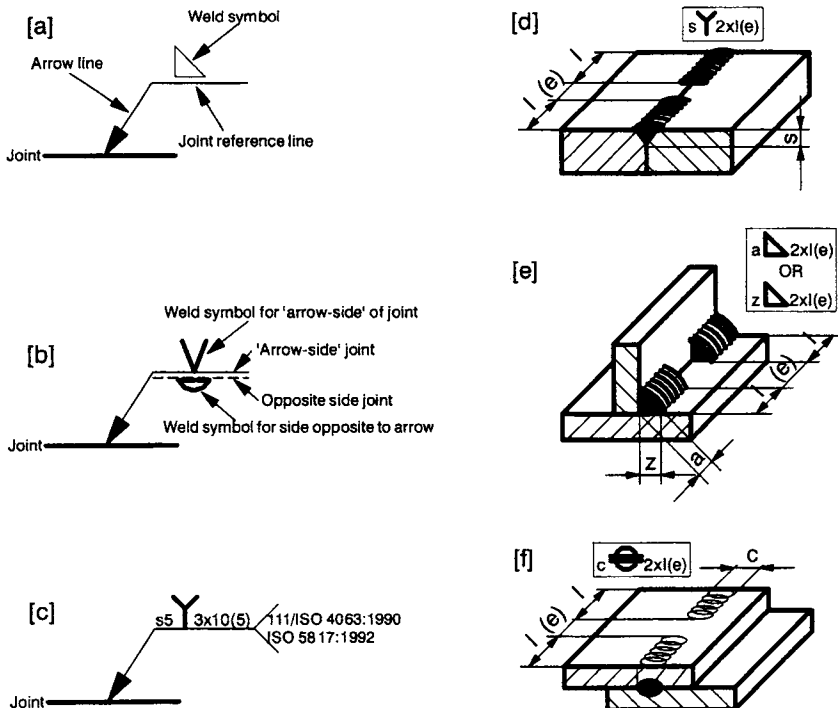 [a]
Weld symbol
Arrow line
Joint reference line
Joint
[b]
Weld symbol for 'arrow-side' of joint
'Arrow-side' joint
Opposite side joint
Weld symbol for side opposite to arrow
Joint
[c]
s5 3x10(5) 111/ISO 4063:1990
ISO 5817:1992
Joint
[d]
s 2xl(e)
l (e) l
s
[e]
a 2xl(e)
OR
z 2xl(e)
l (e) l
z a
[f]
c 2xl(e)
c
l (e) l